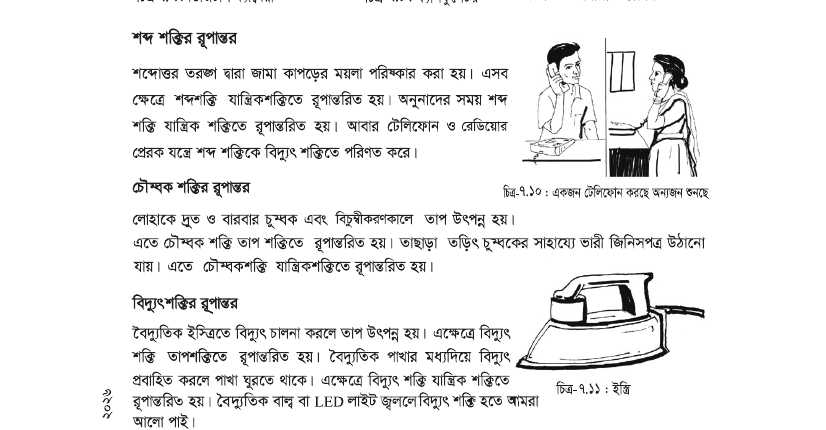 শব্দ শক্তির রূপান্তর
শব্দোত্তর তরঙ্গ দ্বারা জামা কাপড়ের ময়লা পরিষ্কার করা হয়। এসব
ক্ষেত্রে শব্দশক্তি যান্ত্রিকশক্তিতে রূপান্তরিত হয়। অনুনাদের সময় শব্দ
শক্তি যান্ত্রিক শক্তিতে রূপান্তরিত হয়। আবার টেলিফোন ও রেডিয়োর
প্রেরক যন্ত্রে শব্দ শক্তিকে বিদ্যুৎ শক্তিতে পরিণত করে।
চিত্র-৭.১০ : একজন টেলিফোন করছে অন্যজন শুনছে
চৌম্বক শক্তির রূপান্তর
লোহাকে দ্রুত ও বারবার চুম্বক এবং বিচুম্বীকরণকালে তাপ উৎপন্ন হয়।
এতে চৌম্বক শক্তি তাপ শক্তিতে রূপান্তরিত হয়। তাছাড়া তড়িৎ চুম্বকের সাহায্যে ভারী জিনিসপত্র উঠানো
যায়। এতে চৌম্বকশক্তি যান্ত্রিকশক্তিতে রূপান্তরিত হয়।
বিদ্যুৎশক্তির রূপান্তর
বৈদ্যুতিক ইস্ত্রিতে বিদ্যুৎ চালনা করলে তাপ উৎপন্ন হয়। এক্ষেত্রে বিদ্যুৎ
শক্তি তাপশক্তিতে রূপান্তরিত হয়। বৈদ্যুতিক পাখার মধ্যদিয়ে বিদ্যুৎ
প্রবাহিত করলে পাখা ঘুরতে থাকে। এক্ষেত্রে বিদ্যুৎ শক্তি যান্ত্রিক শক্তিতে
রূপান্তরিত হয়। বৈদ্যুতিক বাল্ব বা LED লাইট জ্বললে বিদ্যুৎ শক্তি হতে আমরা
আলো পাই।
চিত্র-৭.১১ : ইস্ত্রি
২০২৬